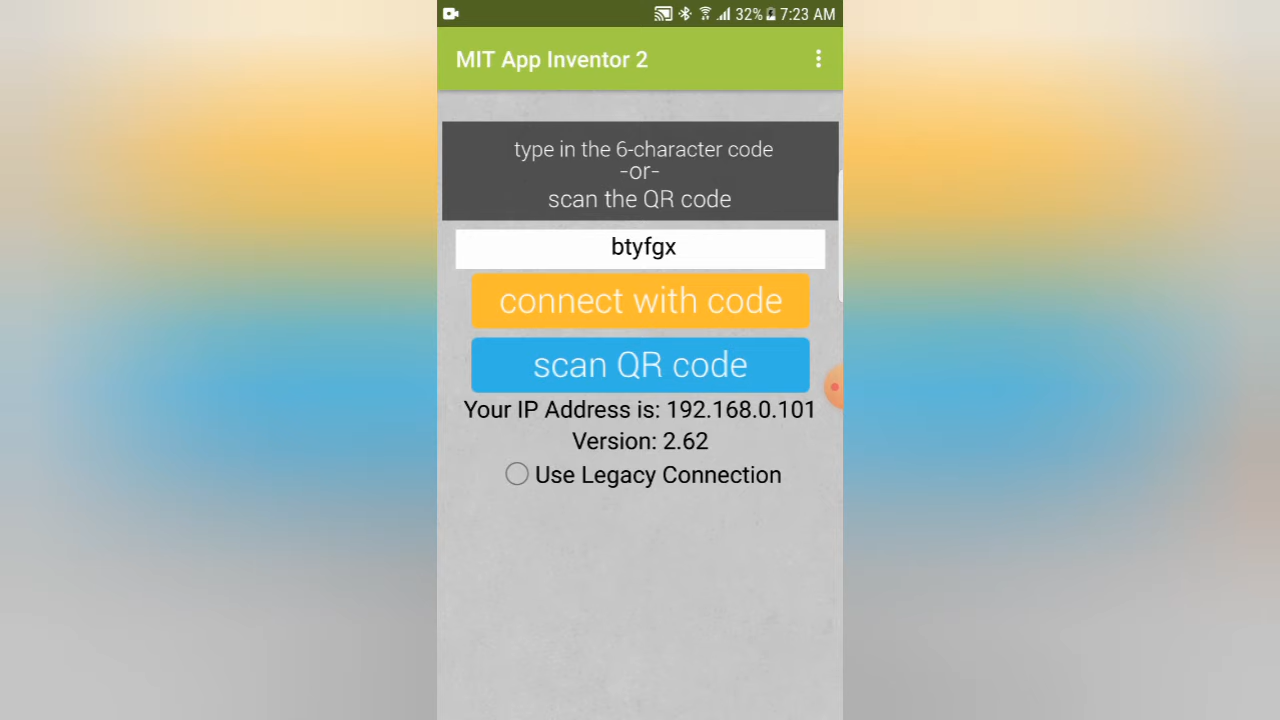 32% 7:23 AM
MIT App Inventor 2
type in the 6-character code
-or-
scan the QR code
btyfgx
connect with code
scan QR code
Your IP Address is: 192.168.0.101
Version: 2.62
Use Legacy Connection